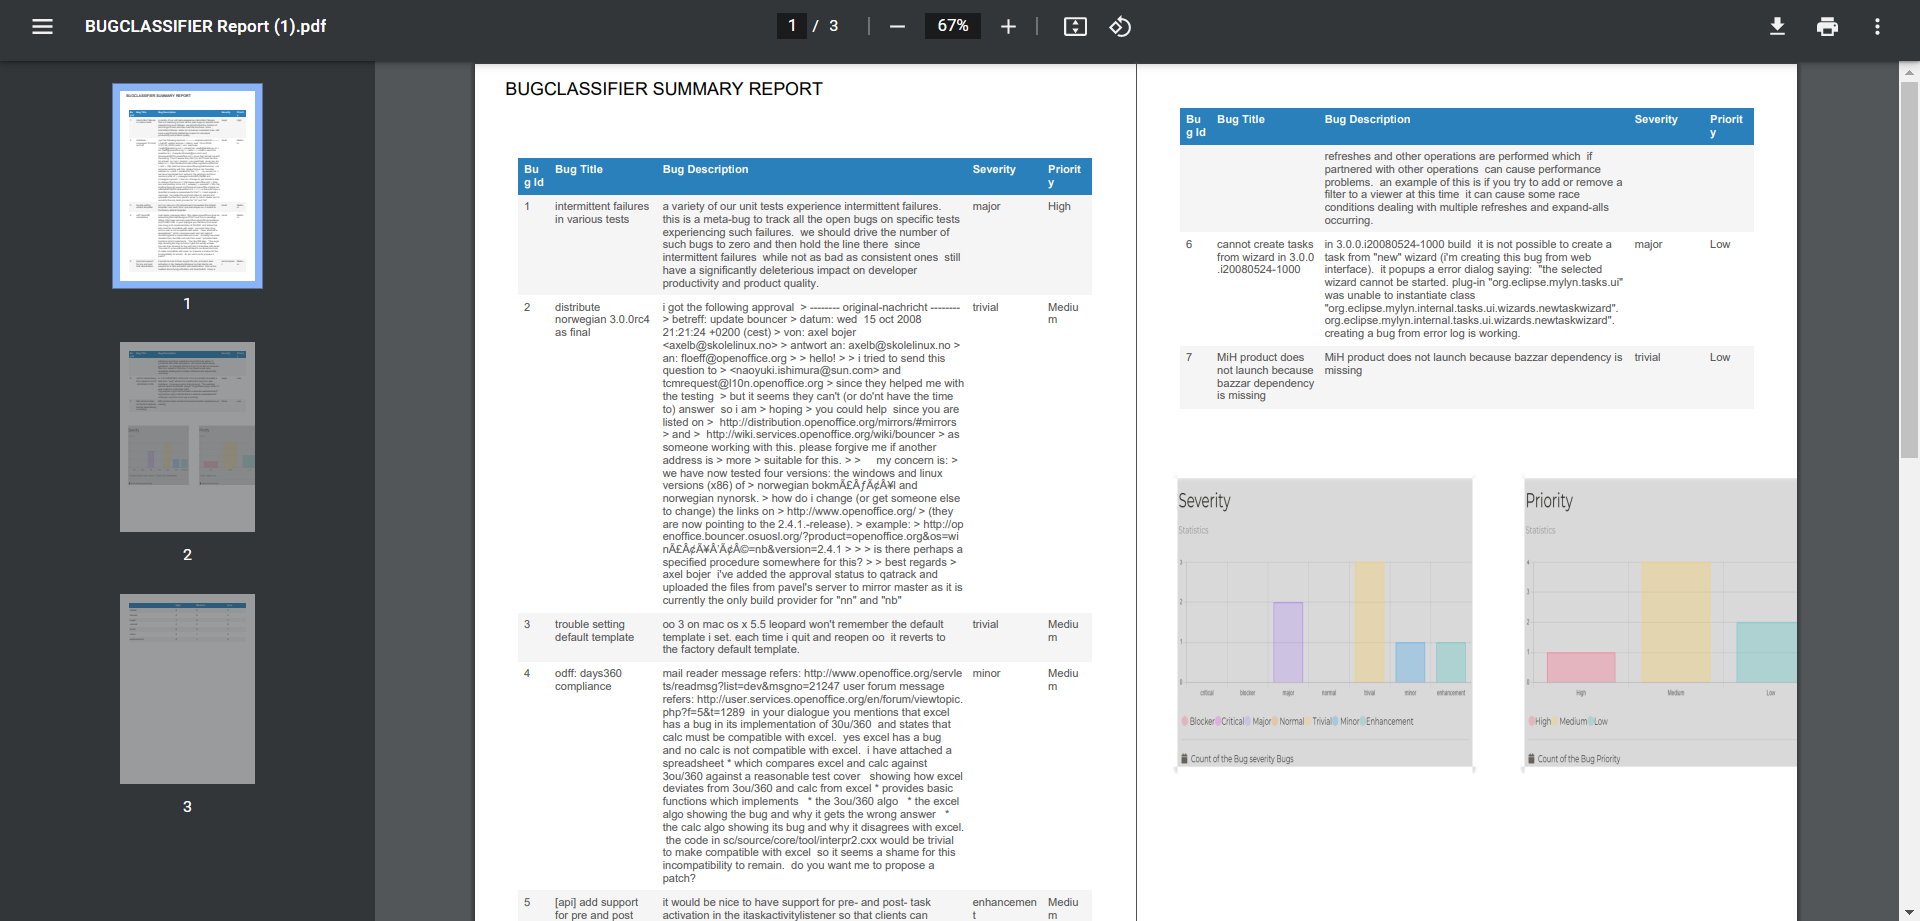 BUGCLASSIFIER Report (1).pdf
1 / 3
67%
1
2
3
BUGCLASSIFIER SUMMARY REPORT
Bu
g Id
Bug Title
Bug Description
Severity
Priorit
y
1
intermittent failures
in various tests
a variety of our unit tests experience intermittent failures.
this is a meta-bug to track all the open bugs on specific tests
experiencing such failures. we should drive the number of
such bugs to zero and then hold the line there since
intermittent failures while not as bad as consistent ones still
have a significantly deleterious impact on developer
productivity and product quality.
major
High
2
distribute
norwegian 3.0.0rc4
as final
i got the following approval > -------- original-nachricht --------
> betreff: update bouncer > datum: wed 15 oct 2008
21:21:24 +0200 (cest) > von: axel bojer
<axelb@skolelinux.no> > antwort an: axelb@skolelinux.no >
an: floeff@openoffice.org > > hello! > > i tried to send this
question to > <naoyuki.ishimura@sun.com> and
tcmrequest@l10n.openoffice.org > since they helped me with
the testing > but it seems they can't (or do'nt have the time
to) answer so i am > hoping > you could help since you are
listed on > http://distribution.openoffice.org/mirrors/#mirrors
> and > http://wiki.services.openoffice.org/wiki/bouncer > as
someone working with this. please forgive me if another
address is > more > suitable for this. > > my concern is: >
we have now tested four versions: the windows and linux
versions (x86) of > norwegian bokmÃ£ÂƒÃ¢Â¥l and
norwegian nynorsk. > how do i change (or get someone else
to change) the links on > http://www.openoffice.org/ > (they
are now pointing to the 2.4.1.-release). > example: > http://op
enoffice.bouncer.osuosl.org/?product=openoffice.org&os=wi
nÃ£Â¢Ã¥Â'Ã¢Â©=nb&version=2.4.1 > > > is there perhaps a
specified procedure somewhere for this? > > best regards >
axel bojer i've added the approval status to qatrack and
uploaded the files from pavel's server to mirror master as it is
currently the only build provider for "nn" and "nb"
trivial
Mediu
m
3
trouble setting
default template
oo 3 on mac os x 5.5 leopard won't remember the default
template i set. each time i quit and reopen oo it reverts to
the factory default template.
trivial
Mediu
m
4
odff: days360
compliance
mail reader message refers: http://www.openoffice.org/servle
ts/readmsg?list=dev&msgno=21247 user forum message
refers: http://user.services.openoffice.org/en/forum/viewtopic.
php?f=5&t=1289 in your dialogue you mentions that excel
has a bug in its implementation of 30u/360 and states that
calc must be compatible with excel. yes excel has a bug
and no calc is not compatible with excel. i have attached a
spreadsheet * which compares excel and calc against
3ou/360 against a reasonable test cover showing how excel
deviates from 3ou/360 and calc from excel * provides basic
functions which implements * the 3ou/360 algo * the excel
algo showing the bug and why it gets the wrong answer *
the calc algo showing its bug and why it disagrees with excel.
the code in sc/source/core/tool/interpr2.cxx would be trivial
to make compatible with excel so it seems a shame for this
incompatibility to remain. do you want me to propose a
patch?
minor
Mediu
m
5
[api] add support
for pre and post
it would be nice to have support for pre- and post- task
activation in the itaskactivitylistener so that clients can
enhancemen
t
Mediu
m
Bu
g Id
Bug Title
Bug Description
Severity
Priorit
y
refreshes and other operations are performed which if
partnered with other operations can cause performance
problems. an example of this is if you try to add or remove a
filter to a viewer at this time it can cause some race
conditions dealing with multiple refreshes and expand-alls
occurring.
6
cannot create tasks
from wizard in 3.0.0
.i20080524-1000
in 3.0.0.i20080524-1000 build it is not possible to create a
task from "new" wizard (i'm creating this bug from web
interface). it popups a error dialog saying: "the selected
wizard cannot be started. plug-in "org.eclipse.mylyn.tasks.ui"
was unable to instantiate class
"org.eclipse.mylyn.internal.tasks.ui.wizards.newtaskwizard".
org.eclipse.mylyn.internal.tasks.ui.wizards.newtaskwizard".
creating a bug from error log is working.
major
Low
7
MiH product does
not launch because
bazzar dependency
is missing
MiH product does not launch because bazzar dependency is
missing
trivial
Low
Severity
Statistics
3
2
1
0
critical blocker major normal trivial minor enhancement
Blocker Critical Major Normal Trivial Minor Enhancement
Count of the Bug severity Bugs
Priority
Statistics
4
3
2
1
0
High Medium Low
High Medium Low
Count of the Bug Priority